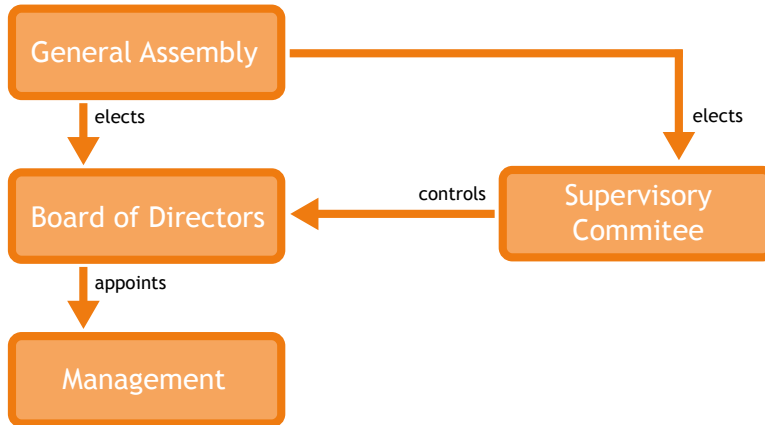 General Assembly
elects
elects
Board of Directors
controls
Supervisory
Commitee
appoints
Management